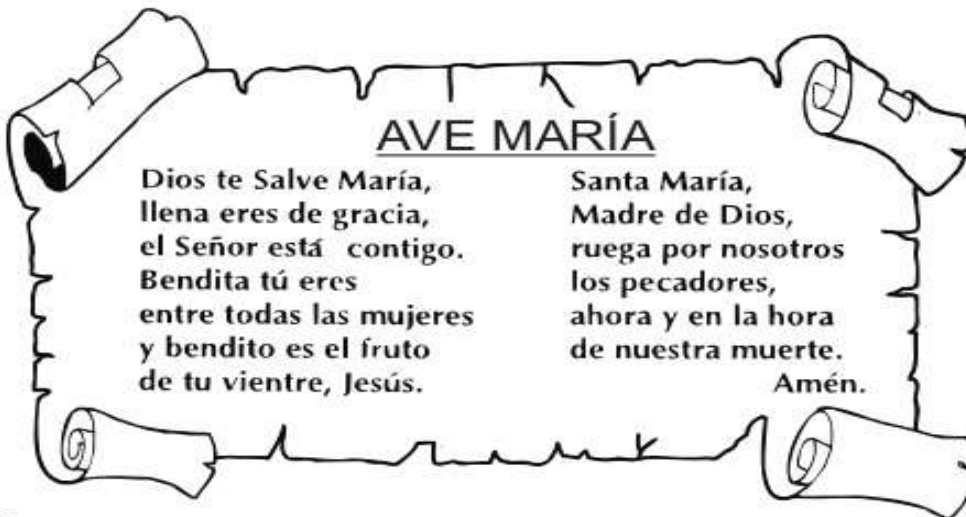 AVE MARÍA
Dios te Salve María,
llena eres de gracia,
el Señor está contigo.
Bendita tú eres
entre todas las mujeres
y bendito es el fruto
de tu vientre, Jesús.
Santa María,
Madre de Dios,
ruega por nosotros
los pecadores,
ahora y en la hora
de nuestra muerte.
Amén.